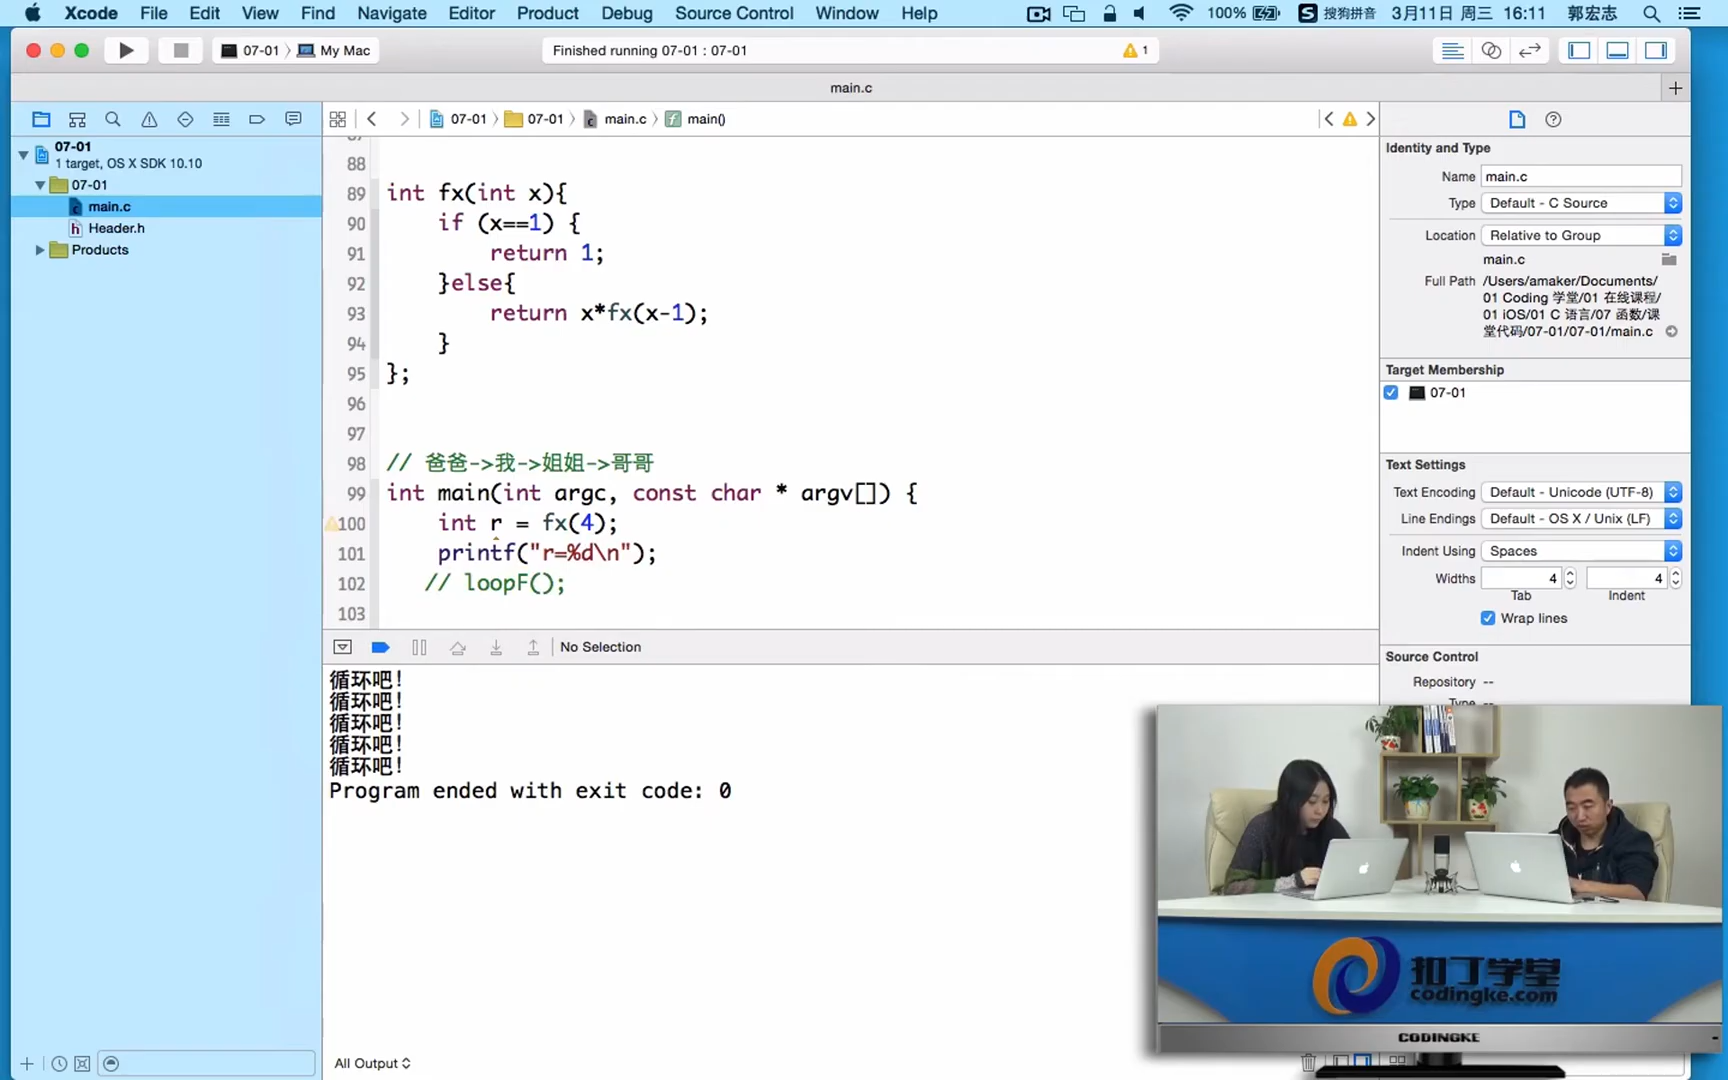 Xcode File Edit View Find Navigate Editor Product Debug Source Control Window Help 100% S 搜狗拼音 3月11日 周三 16:11 郭宏志
07-01 My Mac Finished running 07-01 : 07-01 1
main.c
07-01 07-01 main.c main()
07-01
1 target, OS X SDK 10.10
07-01
main.c
Header.h
Products
88
89 int fx(int x){
90 if (x==1) {
91 return 1;
92 }else{
93 return x*fx(x-1);
94 }
95 };
96
97
98 // 爸爸->我->姐姐->哥哥
99 int main(int argc, const char * argv[]) {
100 int r = fx(4);
101 printf("r=%d\n");
102 // loopF();
103
No Selection
循环吧!
循环吧!
循环吧!
循环吧!
循环吧!
Program ended with exit code: 0
All Output
Identity and Type
Name main.c
Type Default - C Source
Location Relative to Group
main.c
Full Path /Users/amaker/Documents/
01 Coding 学堂/01 在线课程/
01 iOS/01 C 语言/07 函数/课
堂代码/07-01/07-01/main.c
Target Membership
07-01
Text Settings
Text Encoding Default - Unicode (UTF-8)
Line Endings Default - OS X / Unix (LF)
Indent Using Spaces
Widths 4 4
Tab Indent
Wrap lines
Source Control
Repository --
扣丁学堂
codingke.com
CODINGKE